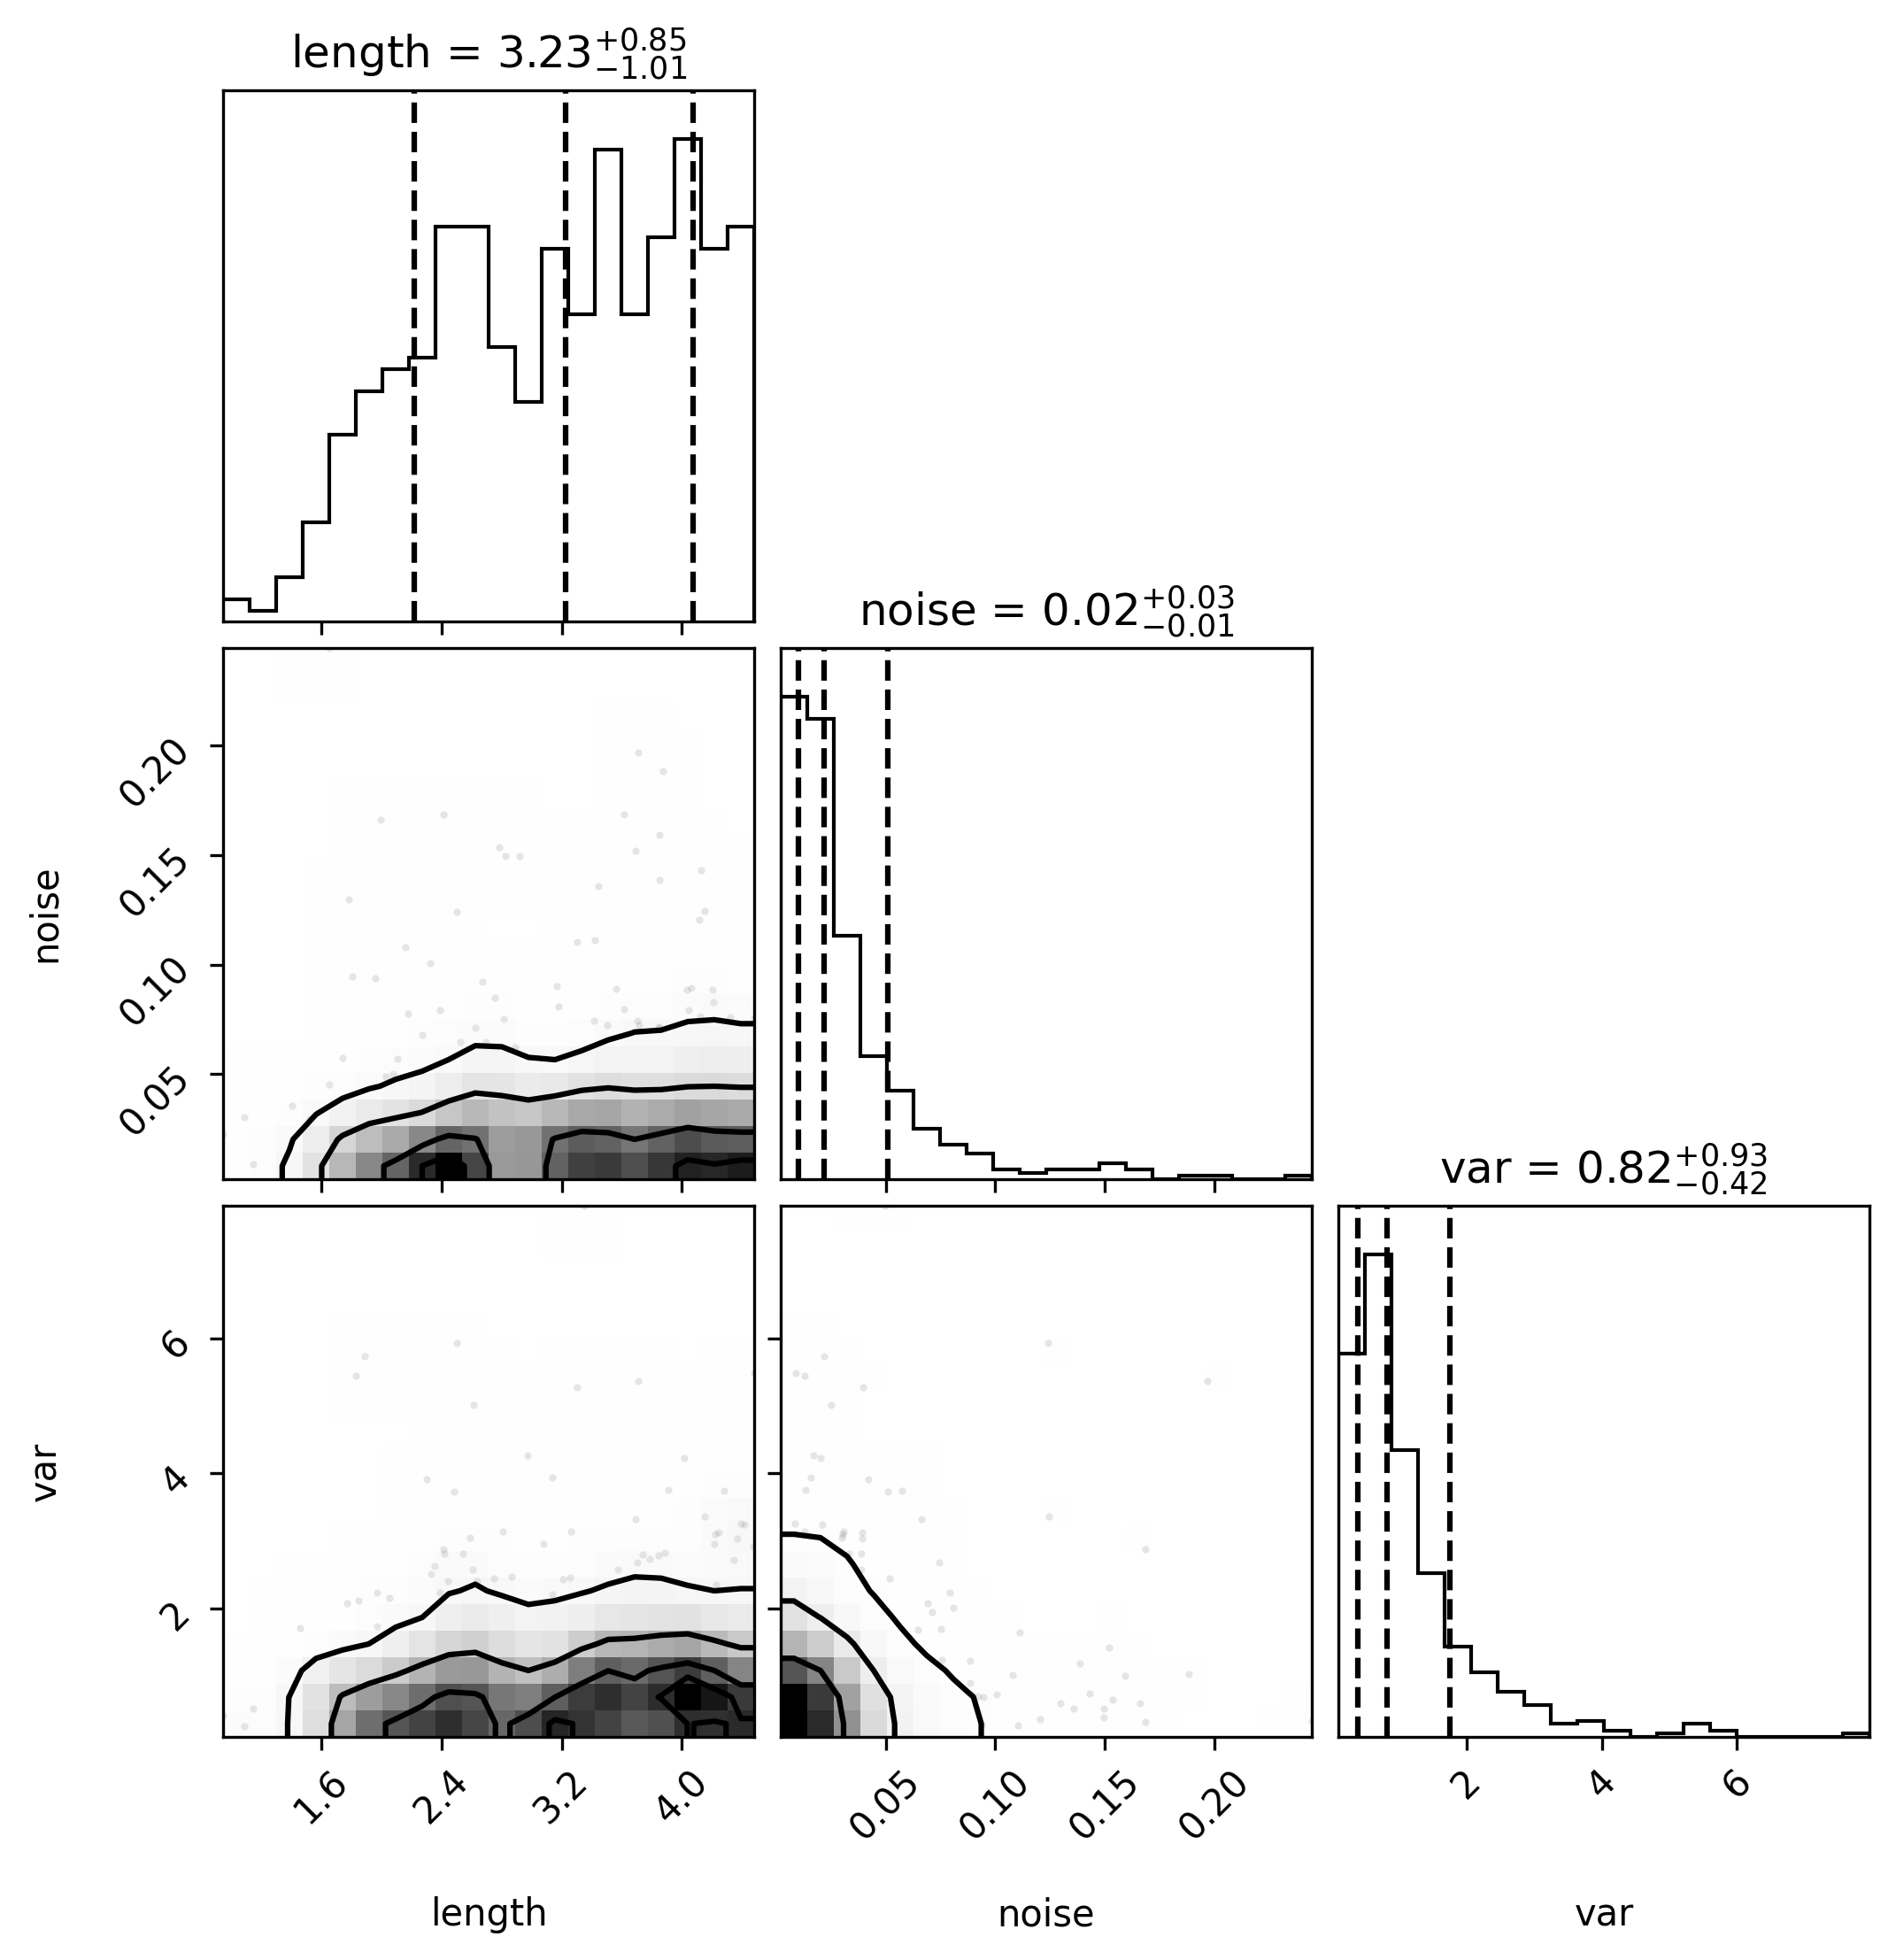 length = 3.23 +0.85 −1.01
noise = 0.02 +0.03 −0.01
0.20
0.15
0.10
0.05
noise
var = 0.82 +0.93 −0.42
6
4
2
var
1.6 2.4 3.2 4.0
0.05 0.10 0.15 0.20
2 4 6
length noise var